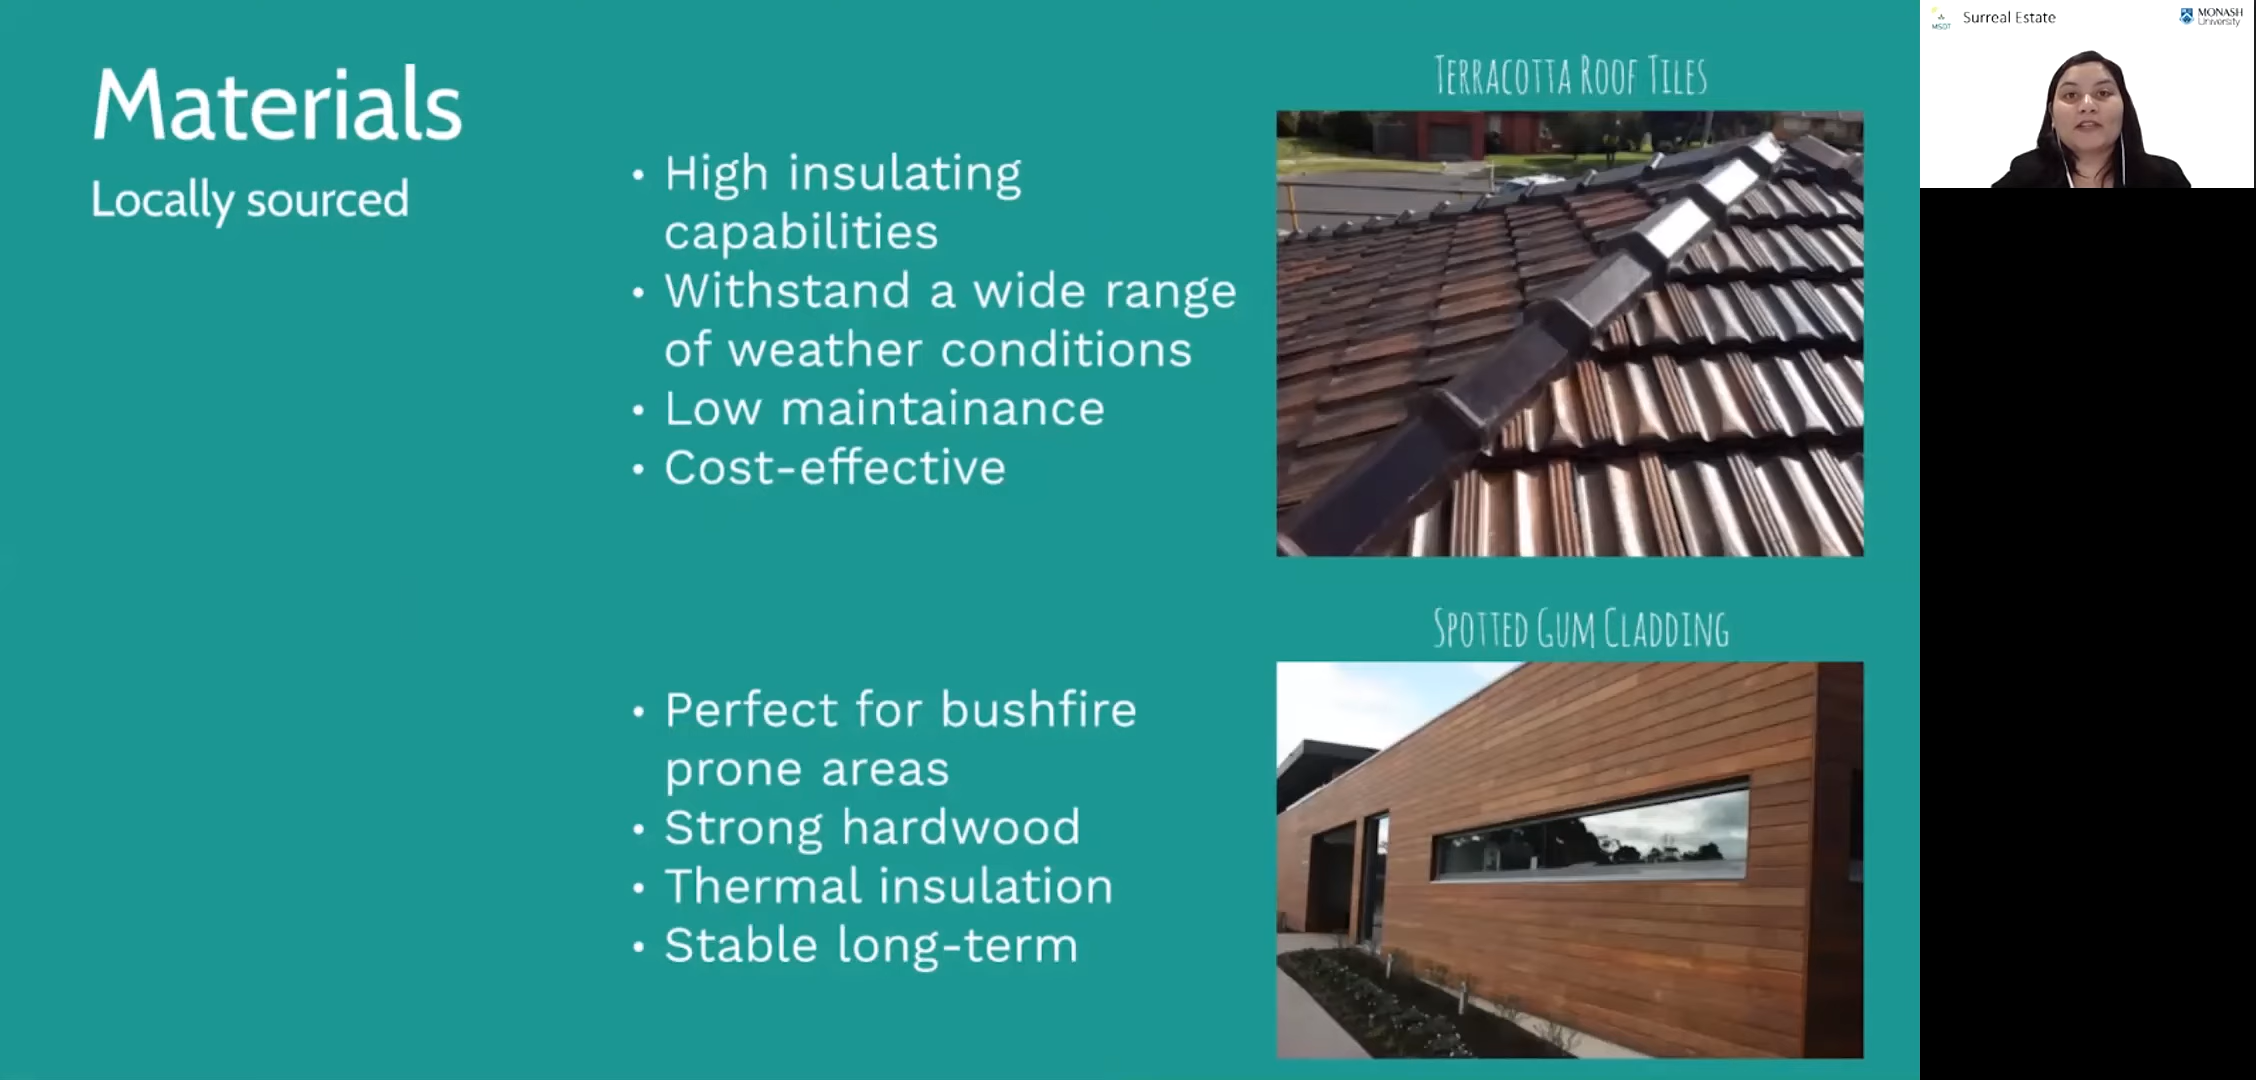 Materials
Locally sourced
TERRACOTTA ROOF TILES
• High insulating
capabilities
• Withstand a wide range
of weather conditions
• Low maintainance
• Cost-effective
SPOTTED GUM CLADDING
• Perfect for bushfire
prone areas
• Strong hardwood
• Thermal insulation
• Stable long-term
MSDT
Surreal Estate
MONASH
University